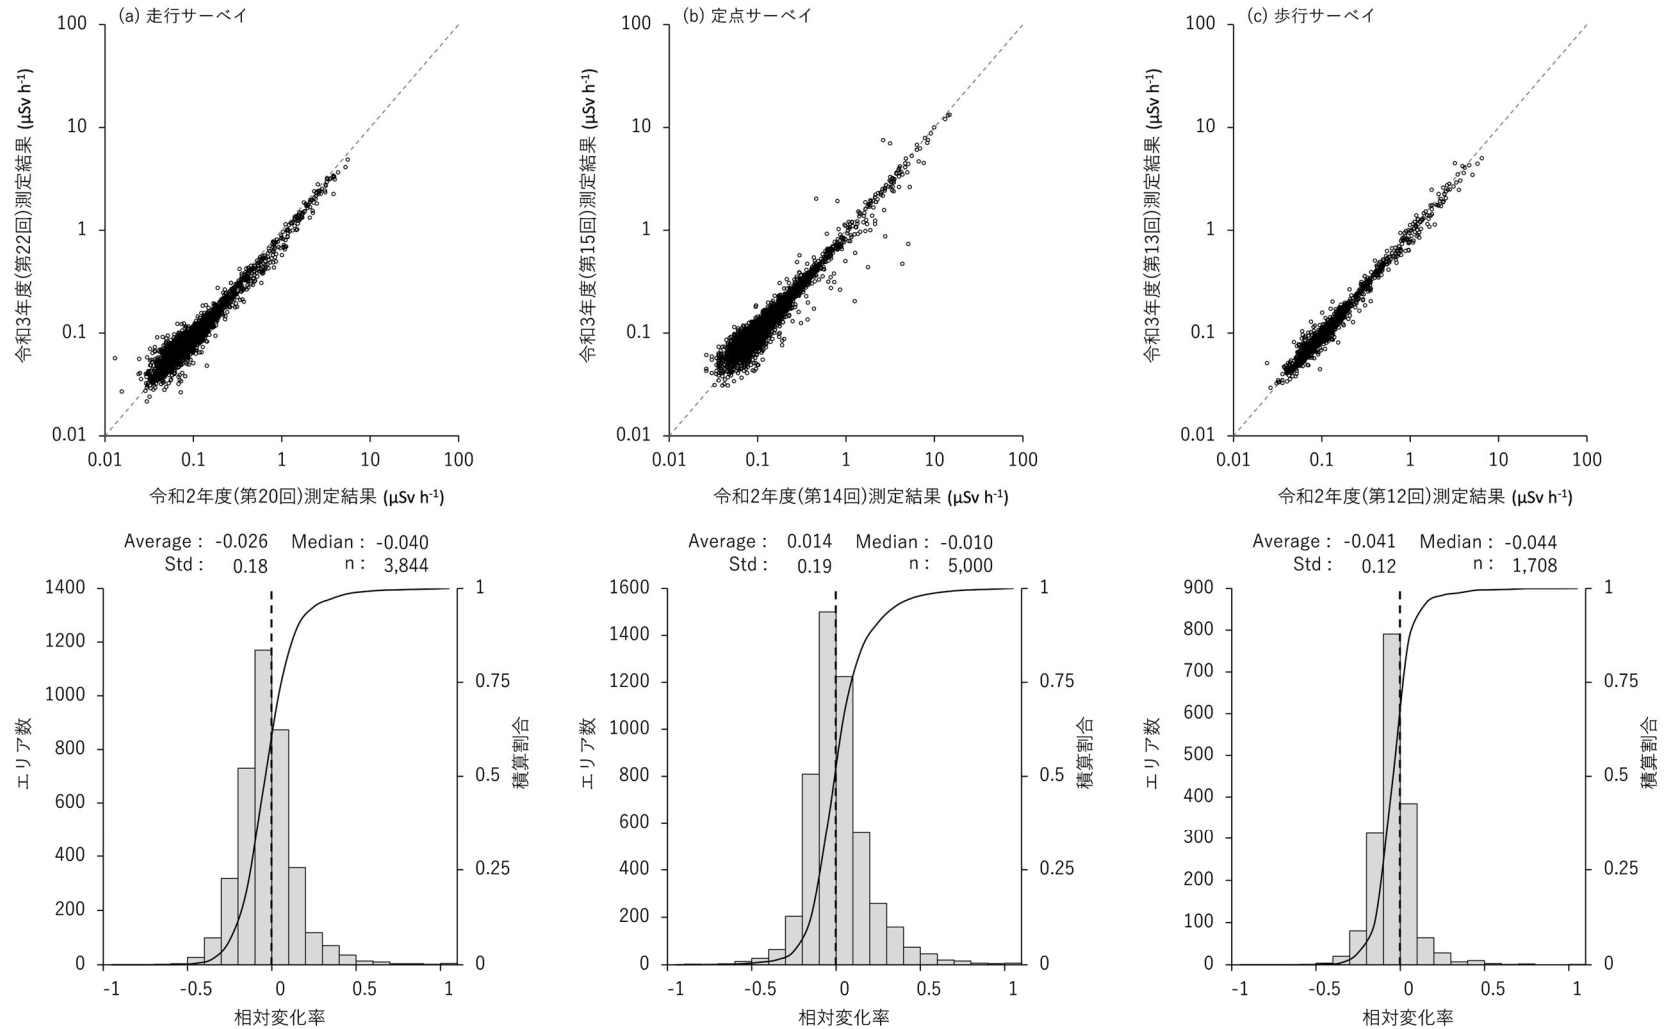 (a) 走行サーベイ
100
10
1
0.1
0.01
令和3年度(第22回)測定結果 (μSv h⁻¹)
0.01 0.1 1 10 100
令和2年度(第20回)測定結果 (μSv h⁻¹)
(b) 定点サーベイ
100
10
1
0.1
0.01
令和3年度(第15回)測定結果 (μSv h⁻¹)
0.01 0.1 1 10 100
令和2年度(第14回)測定結果 (μSv h⁻¹)
(c) 歩行サーベイ
100
10
1
0.1
0.01
令和3年度(第13回)測定結果 (μSv h⁻¹)
0.01 0.1 1 10 100
令和2年度(第12回)測定結果 (μSv h⁻¹)
Average : -0.026 Median : -0.040
Std : 0.18 n : 3,844
1400
1200
1000
800
600
400
200
0
エリア数
1
0.75
0.5
0.25
0
積算割合
-1 -0.5 0 0.5 1
相対変化率
Average : 0.014 Median : -0.010
Std : 0.19 n : 5,000
1600
1400
1200
1000
800
600
400
200
0
エリア数
1
0.75
0.5
0.25
0
積算割合
-1 -0.5 0 0.5 1
相対変化率
Average : -0.041 Median : -0.044
Std : 0.12 n : 1,708
900
800
700
600
500
400
300
200
100
0
エリア数
1
0.75
0.5
0.25
0
積算割合
-1 -0.5 0 0.5 1
相対変化率